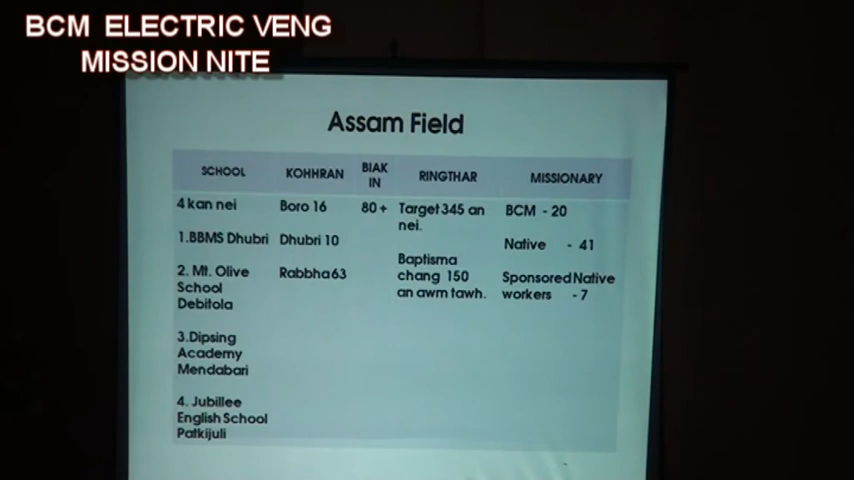 BCM ELECTRIC VENG
MISSION NITE
Assam Field
SCHOOL
KOHHRAN
BIAK
IN
RINGTHAR
MISSIONARY
4 kan nei
1.BBMS Dhubri
2. Mt. Olive
School
Debitola
3.Dipsing
Academy
Mendabari
4. Jubillee
English School
Patkijuli
Boro 16
Dhubri 10
Rabbha 63
80 +
Target 345 an
nei.
Baptisma
chang 150
an awm tawh.
BCM - 20
Native - 41
Sponsored Native
workers - 7